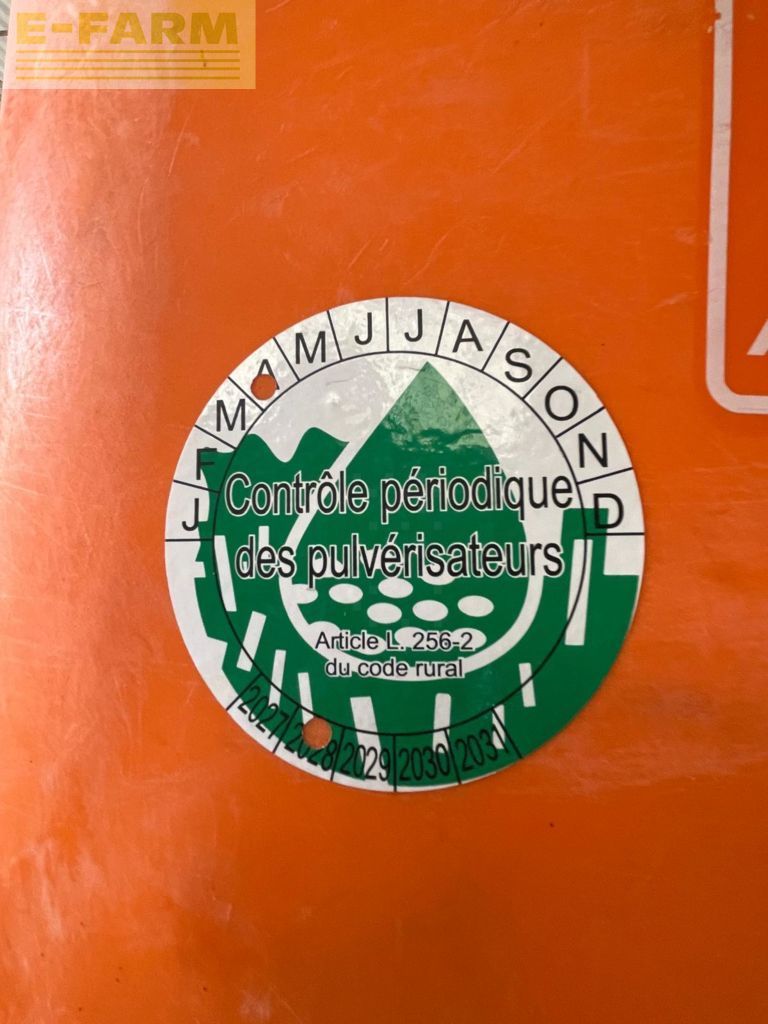 E-FARM
J F M A M J J A S O N D
Contrôle périodique
des pulvérisateurs
Article L. 256-2
du code rural
2027 2028 2029 2030 2031